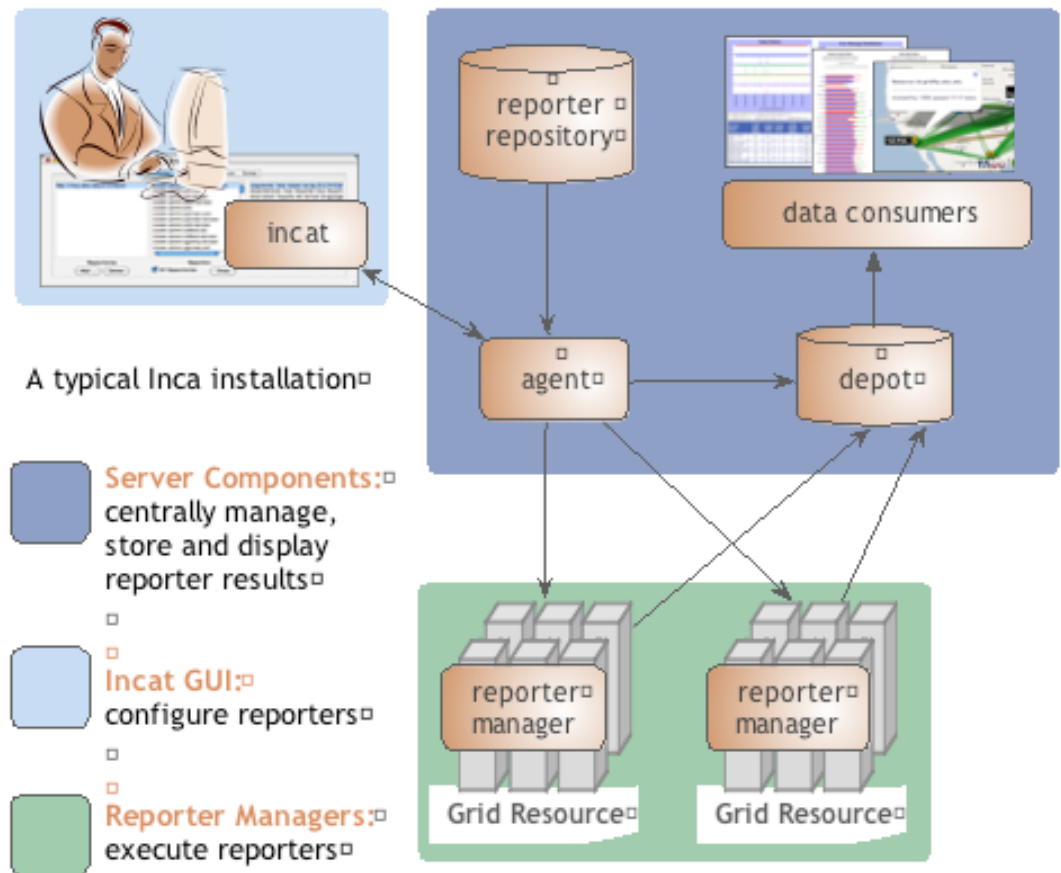 incat
reporter
repository
data consumers
agent
depot
A typical Inca installation
Server Components:
centrally manage,
store and display
reporter results
Incat GUI:
configure reporters
Reporter Managers:
execute reporters
reporter
manager
Grid Resource
reporter
manager
Grid Resource